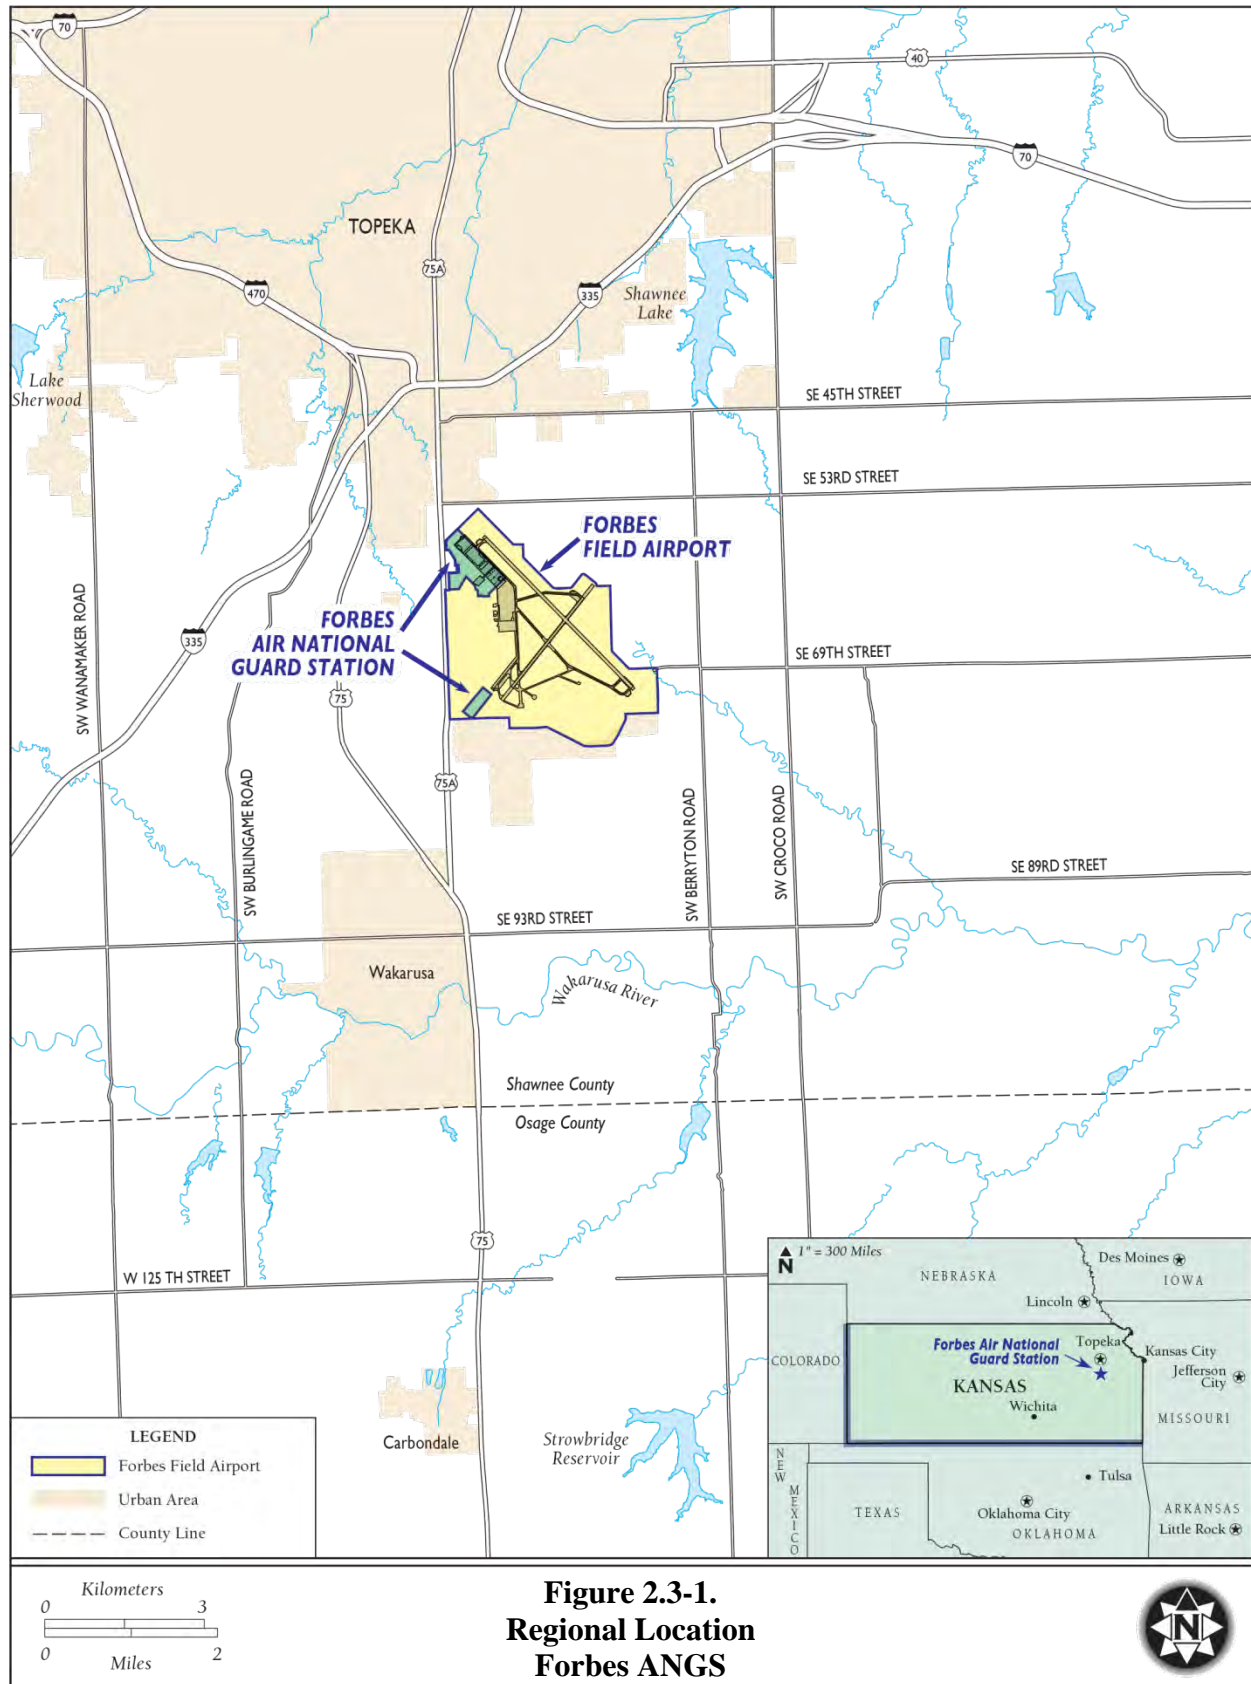 70
40
70
TOPEKA
75A
470
335
Shawnee
Lake
Lake
Sherwood
SE 45TH STREET
SE 53RD STREET
FORBES
FIELD AIRPORT
FORBES
AIR NATIONAL
GUARD STATION
SW WANAMAKER ROAD
335
SE 69TH STREET
75
75A
SW BURLINGAME ROAD
SW BERRYTON ROAD
SW CROCO ROAD
SE 89RD STREET
SE 93RD STREET
Wakarusa
Wakarusa River
Shawnee County
Osage County
75
W 125 TH STREET
Carbondale
Strowbridge
Reservoir
N
1" = 300 Miles
NEBRASKA
Des Moines
IOWA
Lincoln
COLORADO
Forbes Air National
Guard Station
Topeka
Kansas City
Jefferson
City
KANSAS
Wichita
MISSOURI
NEW
MEXICO
TEXAS
Tulsa
Oklahoma City
OKLAHOMA
ARKANSAS
Little Rock
LEGEND
Forbes Field Airport
Urban Area
County Line
Kilometers
0 3
0 2
Miles
Figure 2.3-1.
Regional Location
Forbes ANGS
N